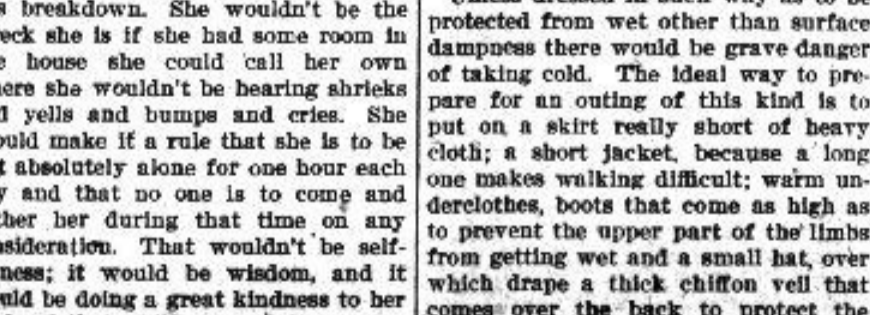 breakdown. She wouldn't be the
she is if she had some room in
house she could call her own
she wouldn't be hearing shrieks
yells and bumps and cries. She
make it a rule that she is to be
absolutely alone for one hour each
and that no one is to come and
her during that time on any
That wouldn't be self-
it would be wisdom, and it
be doing a great kindness to her
protected from wet other than surface
dampness there would be grave danger
of taking cold. The ideal way to pre-
pare for an outing of this kind is to
put on a skirt really short of heavy
cloth; a short jacket, because a long
one makes walking difficult; warm un-
derclothes, boots that come as high as
to prevent the upper part of the limbs
from getting wet and a small hat, over
which drape a thick chiffon veil that
comes over the back to protect the